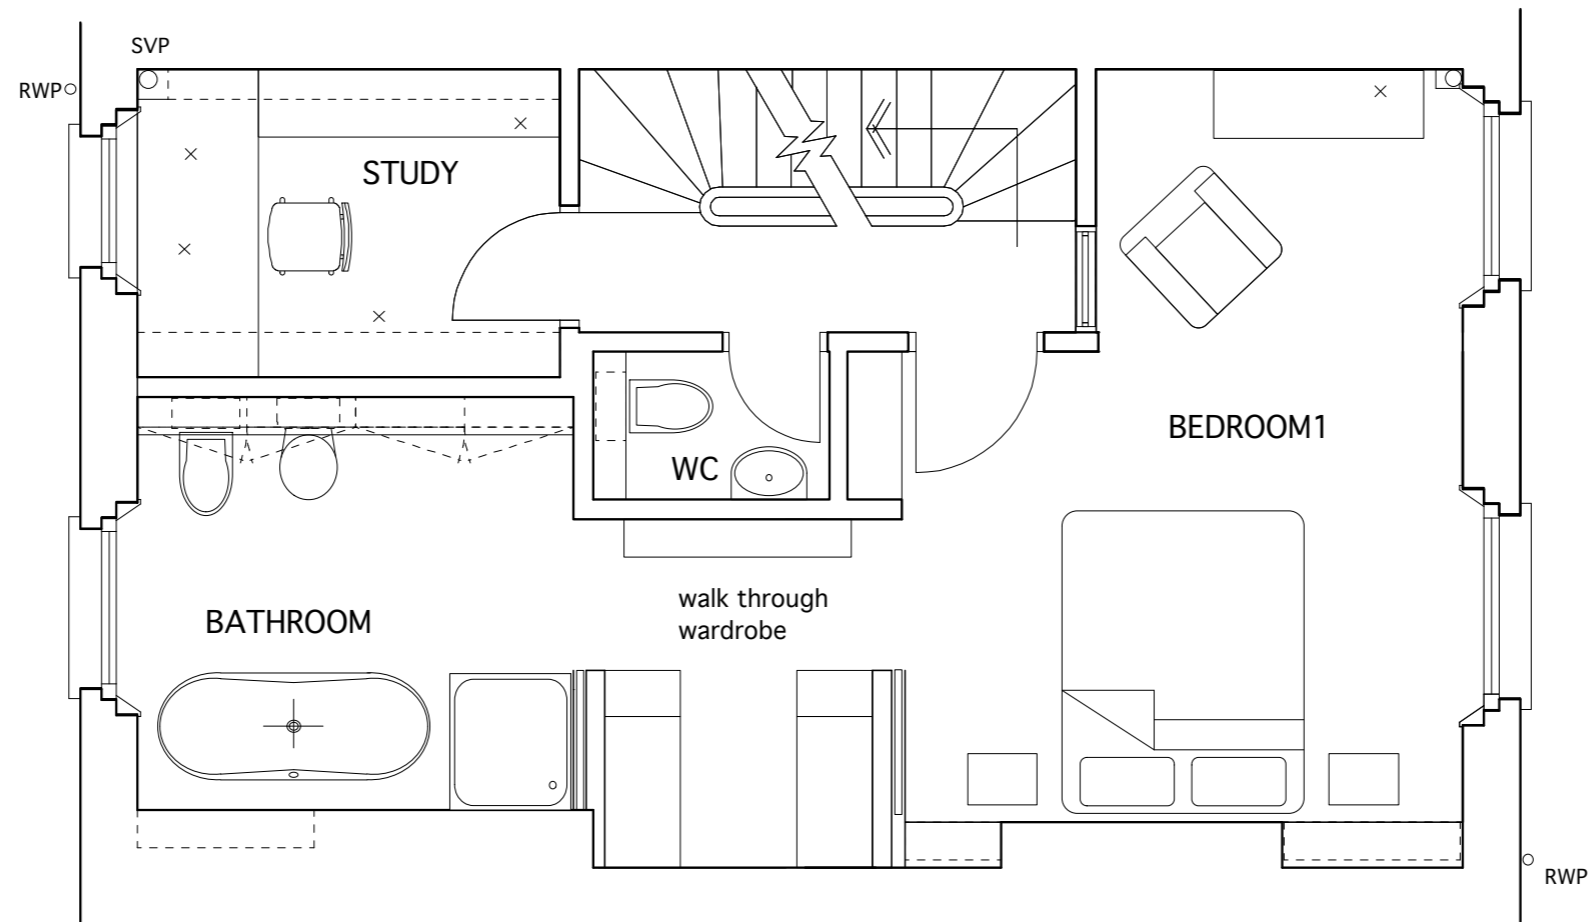 SVP
RWP
STUDY
BEDROOM1
WC
walk through
wardrobe
BATHROOM
RWP